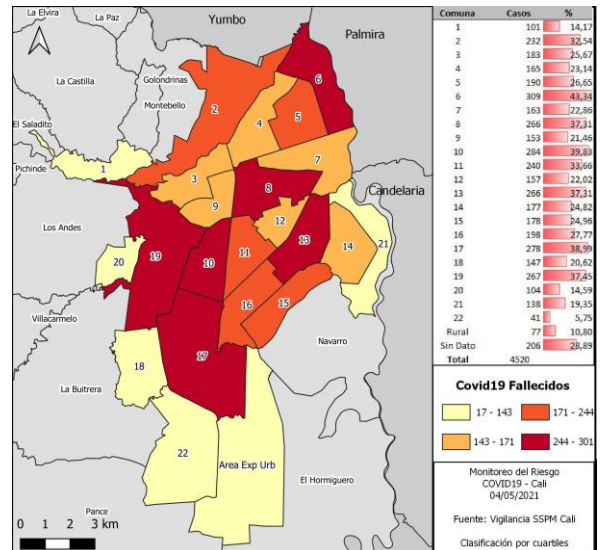 La Elvira
La Paz
Yumbo
Palmira
La Castilla
Golondrinas
Montebello
El Saladito
Pichinde
Los Andes
Candelaria
Villacarmelo
Navarro
La Buitrera
El Hormiguero
Pance
Area Exp Urb
1
2
3
4
5
6
7
8
9
10
11
12
13
14
15
16
17
18
19
20
21
22
0 1 2 3 km
Comuna Casos %
1 101 14,17
2 232 32,54
3 183 25,67
4 165 23,14
5 190 26,65
6 309 43,34
7 163 22,86
8 266 37,31
9 153 21,46
10 284 39,83
11 240 33,66
12 157 22,02
13 266 37,31
14 177 24,82
15 178 24,96
16 198 27,77
17 278 38,99
18 147 20,62
19 267 37,45
20 104 14,59
21 138 19,35
22 41 5,75
Rural 77 10,80
Sin Dato 206 28,89
Total 4520
Covid19 Fallecidos
17 - 143 171 - 244
143 - 171 244 - 301
Monitoreo del Riesgo
COVID19 - Cali
04/05/2021
Fuente: Vigilancia SSPM Cali
Clasificación por cuartiles